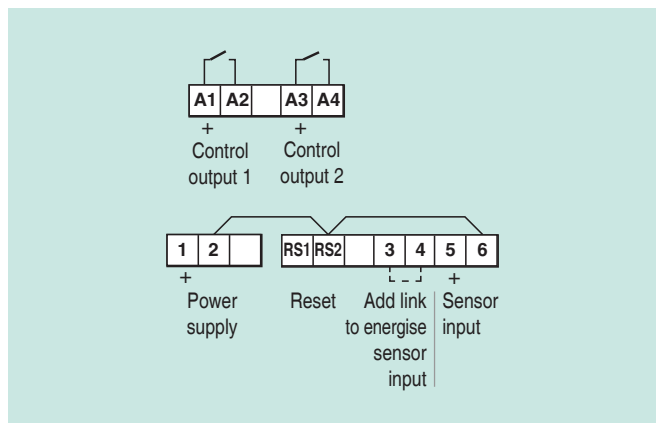 A1 A2 A3 A4
+ +
Control Control
output 1 output 2
1 2 RS1 RS2 3 4 5 6
+ +
Power Reset Add link Sensor
supply to energise input
sensor
input